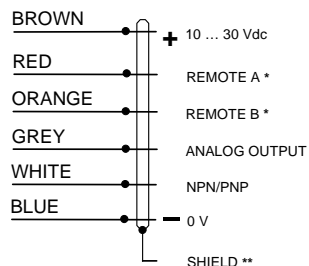 BROWN + 10 … 30 Vdc
RED REMOTE A *
ORANGE REMOTE B *
GREY ANALOG OUTPUT
WHITE NPN/PNP
BLUE − 0 V
SHIELD **